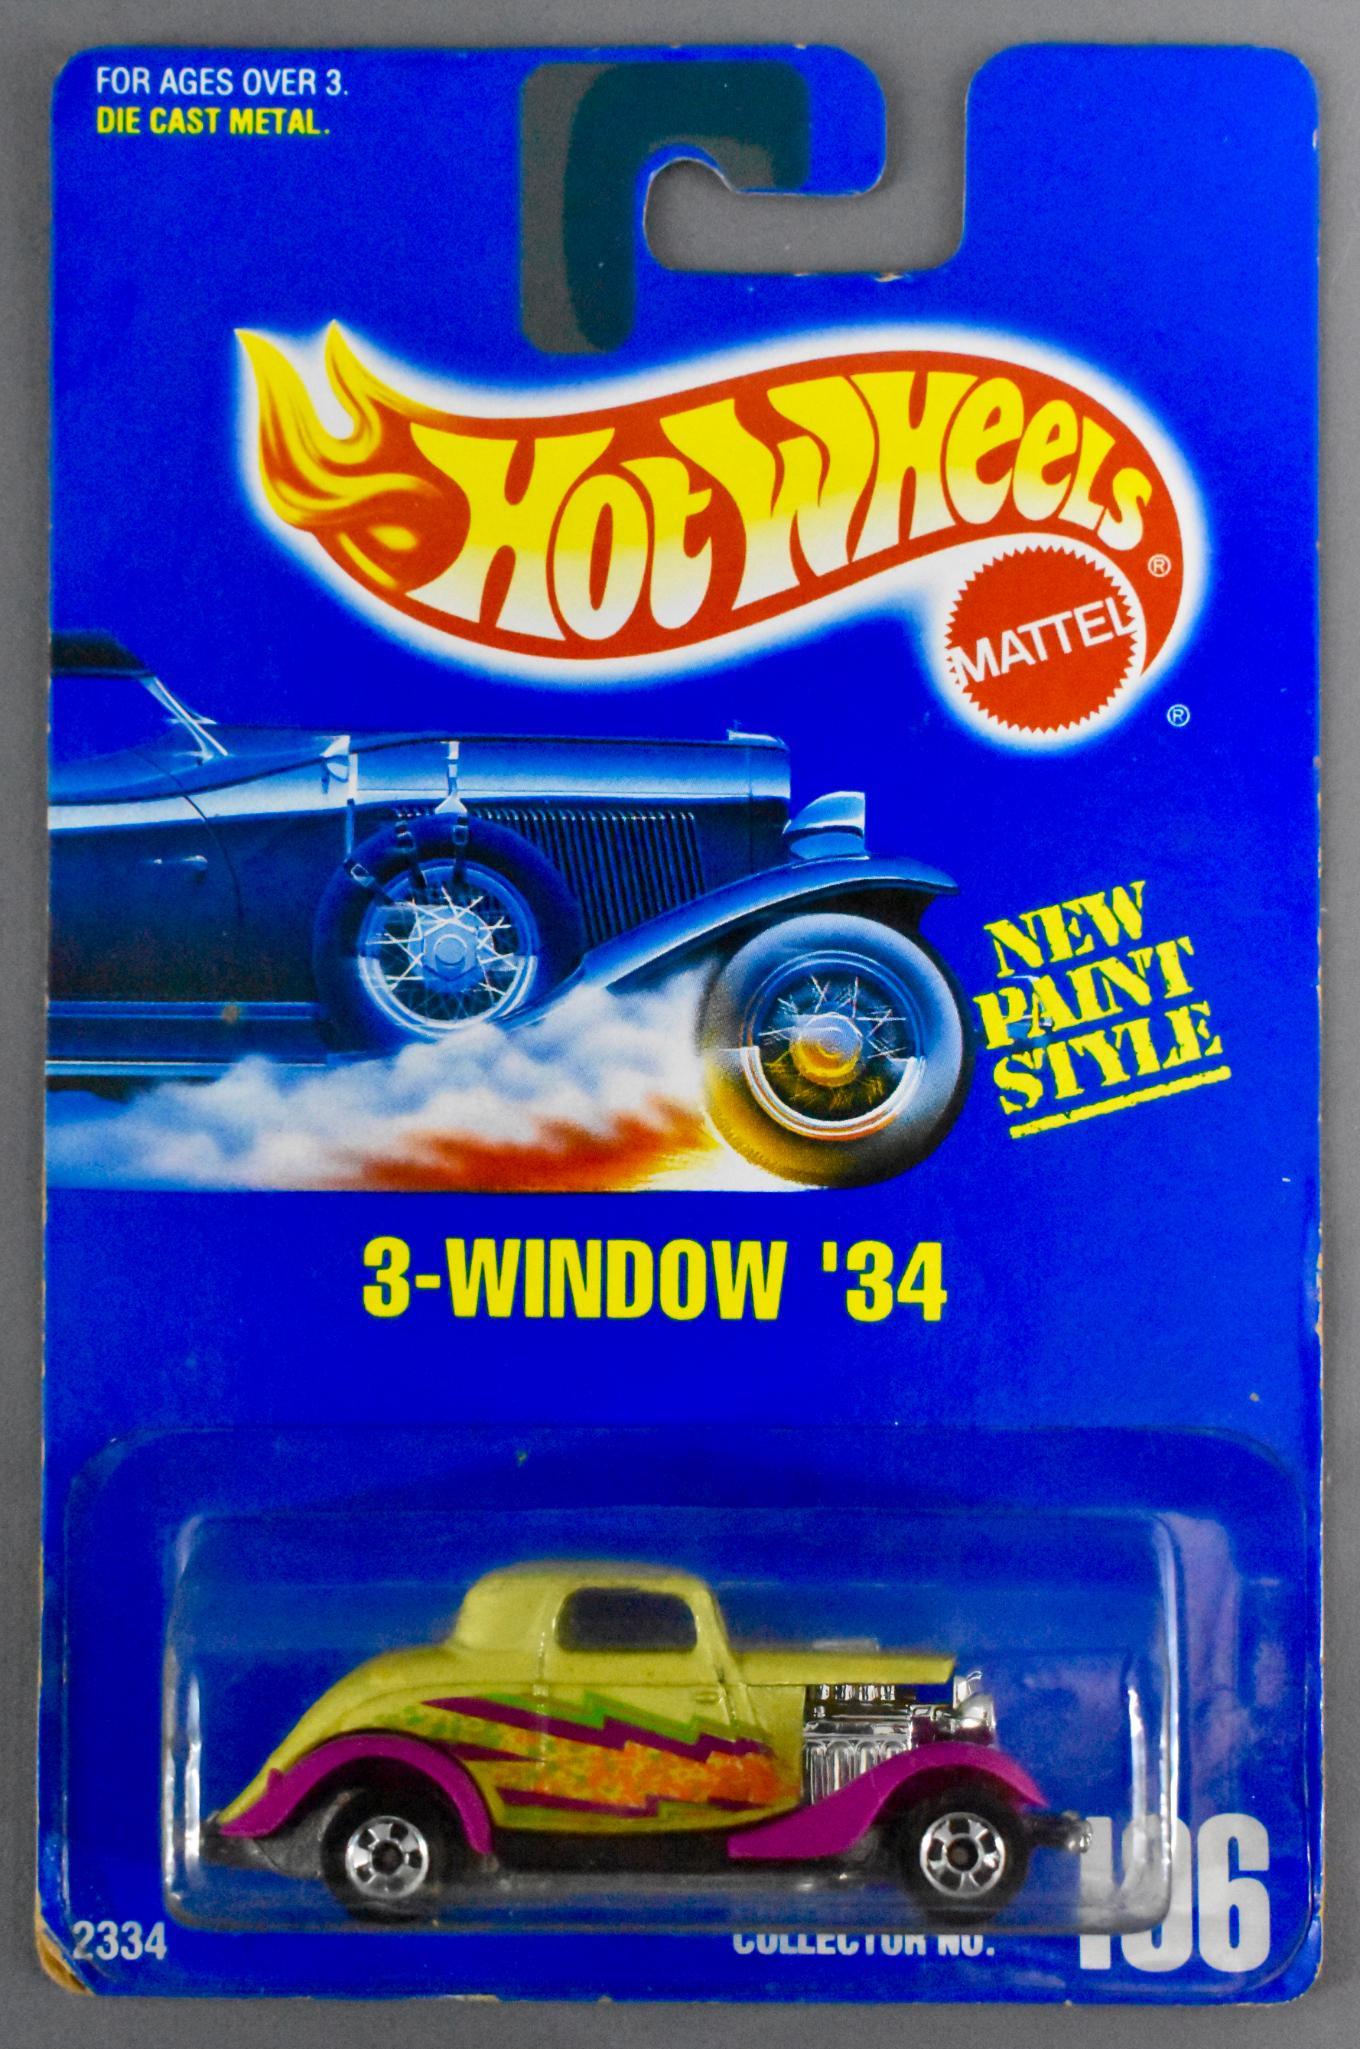 FOR AGES OVER 3.
DIE CAST METAL.
HOT WHEELS ®
MATTEL
®
NEW
PAINT
STYLE
3-WINDOW '34
2334
COLLECTOR NO.